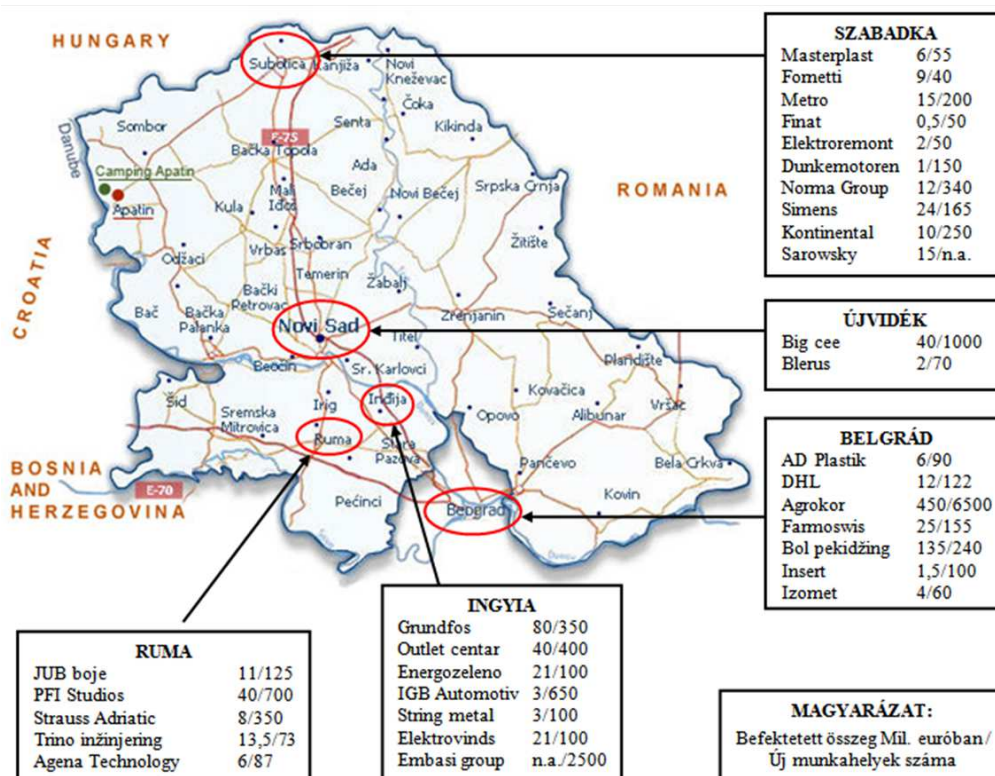 HUNGARY
Subotica
Kanjiža
Novi
Kneževac
Čoka
Sombor
E-75
Senta
Kikinda
Danube
Bačka Topola
Ada
Camping Apatin
Apatin
Mali
Iđoš
Bečej
Novi Bečej
Srpska Crnja
ROMANIA
Kula
CROATIA
Odžaci
Vrbas
Srbobran
Žitište
Temerin
Žabalj
Bač
Bačka
Palanka
Bački
Petrovac
Novi Sad
Zrenjanin
Sečanj
Titel
Plandište
Beočin
Sr. Karlovci
Šid
Sremska
Mitrovica
Irig
Inđija
Kovačica
Opovo
Alibunar
Vršac
Ruma
Stara
Pazova
Pančevo
Bela Crkva
BOSNIA
AND
HERZEGOVINA
E-70
Pećinci
Beograd
Kovin
SZABADKA
Masterplast 6/55
Fometti 9/40
Metro 15/200
Finat 0,5/50
Elektroremont 2/50
Dunkemotoren 1/150
Norma Group 12/340
Simens 24/165
Kontinental 10/250
Sarowsky 15/n.a.
ÚJVIDÉK
Big cee 40/1000
Blerus 2/70
BELGRÁD
AD Plastik 6/90
DHL 12/122
Agrokor 450/6500
Farmoswis 25/155
Bol pekidžing 135/240
Insert 1,5/100
Izomet 4/60
RUMA
JUB boje 11/125
PFI Studios 40/700
Strauss Adriatic 8/350
Trino inžinjering 13,5/73
Agena Technology 6/87
INGYIA
Grundfos 80/350
Outlet centar 40/400
Energozeleno 21/100
IGB Automotiv 3/650
String metal 3/100
Elektrovinds 21/100
Embasi group n.a./2500
MAGYARÁZAT:
Befektetett összeg Mil. euróban/
Új munkahelyek száma